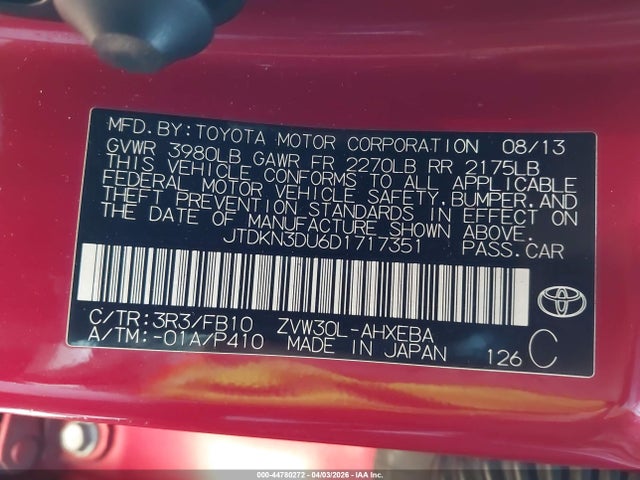 MFD.BY:TOYOTA MOTOR CORPORATION 08/13
GVWR 3980LB GAWR FR 2270LB RR 2175LB
THIS VEHICLE CONFORMS TO ALL APPLICABLE
FEDERAL MOTOR VEHICLE SAFETY,BUMPER,AND
THEFT PREVENTION STANDARDS IN EFFECT ON
THE DATE OF MANUFACTURE SHOWN ABOVE.
JTDKN3DU6D1717351 PASS.CAR
C/TR:3R3/FB10 ZVW30L-AHXEBA
A/TM:-01A/P410 MADE IN JAPAN 126 C
000-44780272 - 04/03/2026 - IAA Inc.